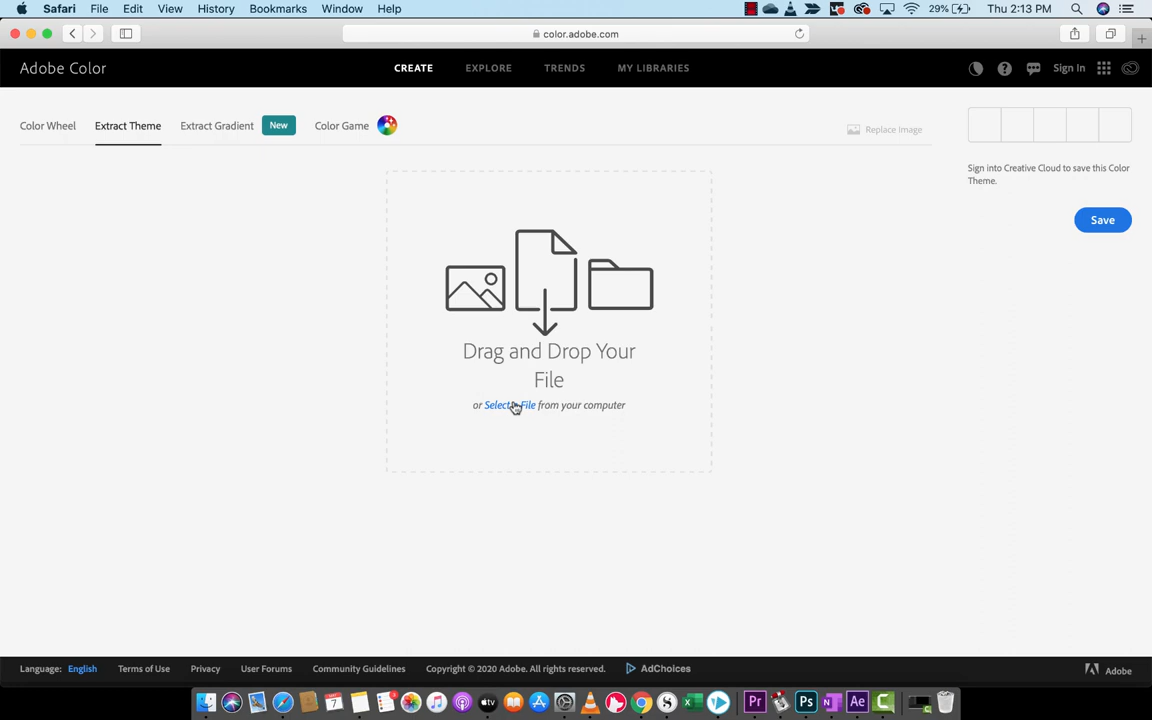 Safari File Edit View History Bookmarks Window Help 29% Thu 2:13 PM
color.adobe.com
Adobe Color CREATE EXPLORE TRENDS MY LIBRARIES Sign In
Color Wheel Extract Theme Extract Gradient New Color Game Replace Image
Sign into Creative Cloud to save this Color
Theme.
Save
Drag and Drop Your
File
or Select a File from your computer
Language: English Terms of Use Privacy User Forums Community Guidelines Copyright © 2020 Adobe. All rights reserved. AdChoices Adobe
Pr Ps N Ae C